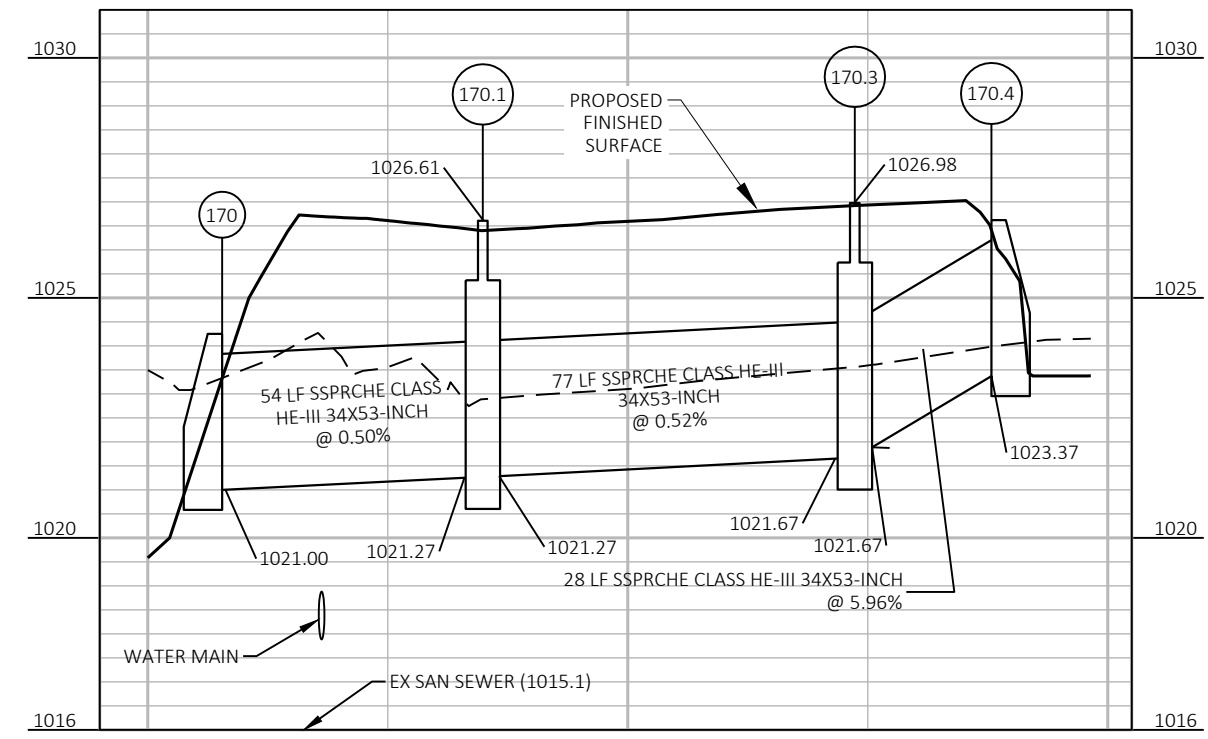 1030
1030
170.1
170.3
170.4
PROPOSED
FINISHED
SURFACE
1026.61
1026.98
170
1025
1025
54 LF SSPRCHE CLASS
HE-III 34X53-INCH
@ 0.50%
77 LF SSPRCHE CLASS HE-III
34X53-INCH
@ 0.52%
1023.37
1021.67
1020
1020
1021.00
1021.27
1021.27
1021.67
28 LF SSPRCHE CLASS HE-III 34X53-INCH
@ 5.96%
WATER MAIN
EX SAN SEWER (1015.1)
1016
1016